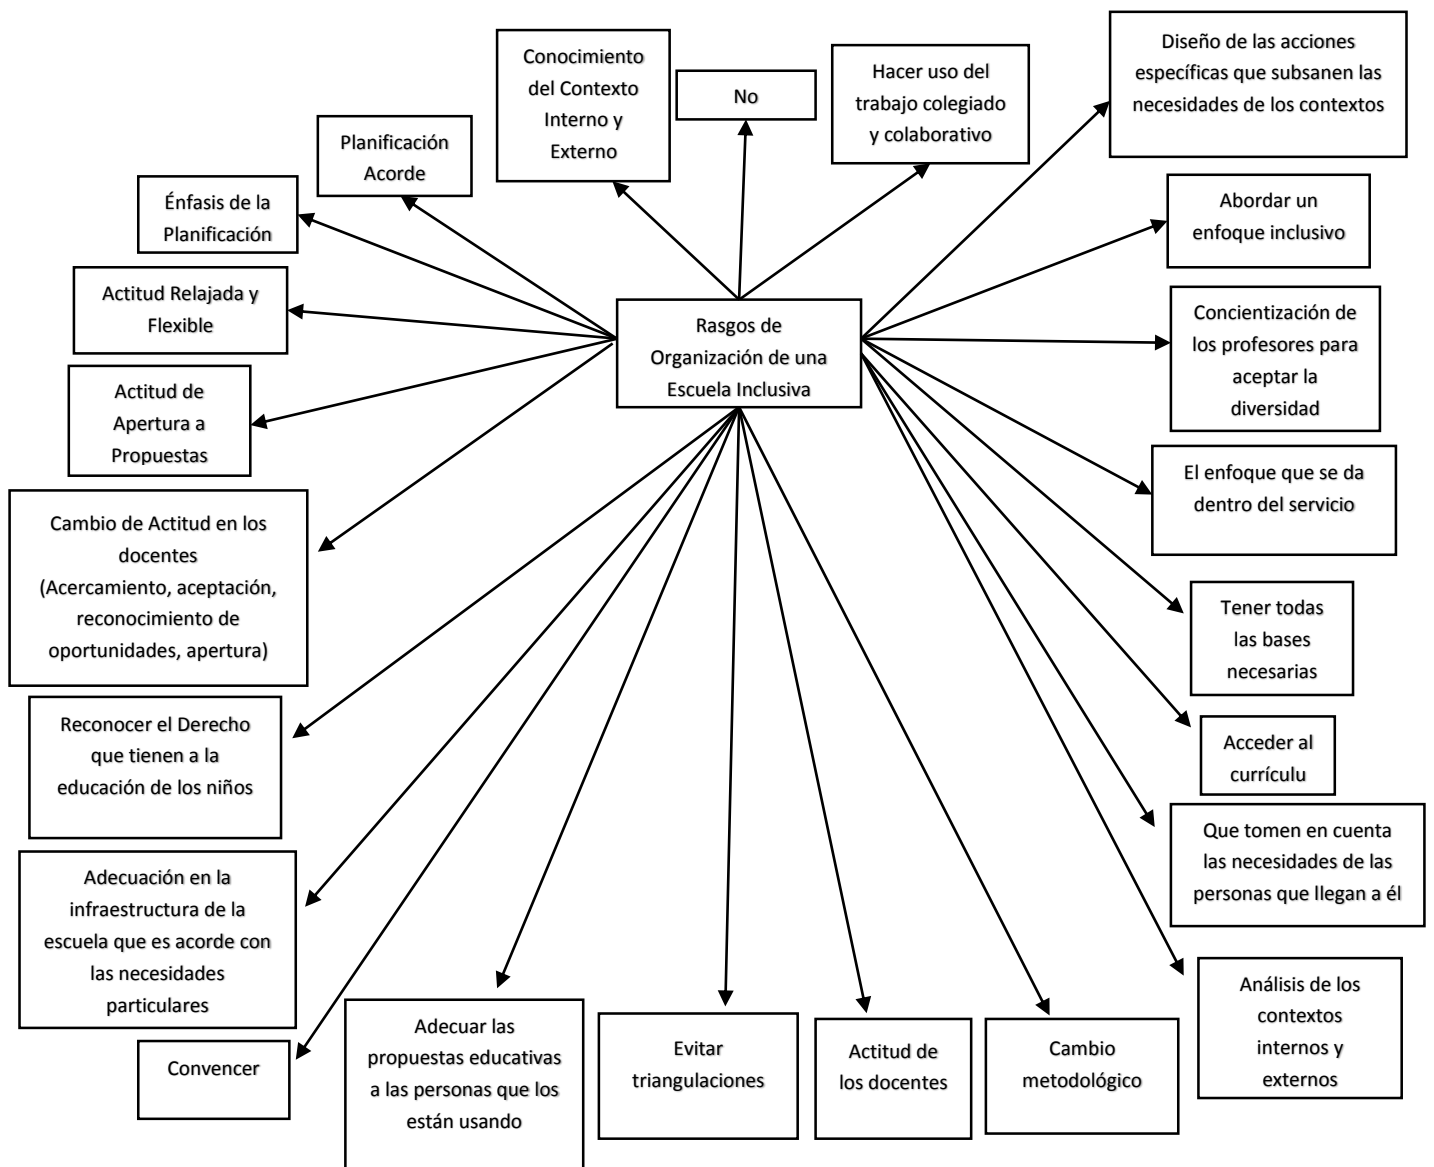 Diseño de las acciones
específicas que subsanen las
necesidades de los contextos
Conocimiento
del Contexto
Interno y
Externo
No
Hacer uso del
trabajo colegiado
y colaborativo
Planificación
Acorde
Énfasis de la
Planificación
Abordar un
enfoque inclusivo
Actitud Relajada y
Flexible
Rasgos de
Organización de una
Escuela Inclusiva
Concientización de
los profesores para
aceptar la
diversidad
Actitud de
Apertura a
Propuestas
El enfoque que se da
dentro del servicio
Cambio de Actitud en los
docentes
(Acercamiento, aceptación,
reconocimiento de
oportunidades, apertura)
Tener todas
las bases
necesarias
Reconocer el Derecho
que tienen a la
educación de los niños
Acceder al
currículu
Que tomen en cuenta
las necesidades de las
personas que llegan a él
Adecuación en la
infraestructura de la
escuela que es acorde con
las necesidades
particulares
Análisis de los
contextos
internos y
externos
Convencer
Adecuar las
propuestas educativas
a las personas que los
están usando
Evitar
triangulaciones
Actitud de
los docentes
Cambio
metodológico